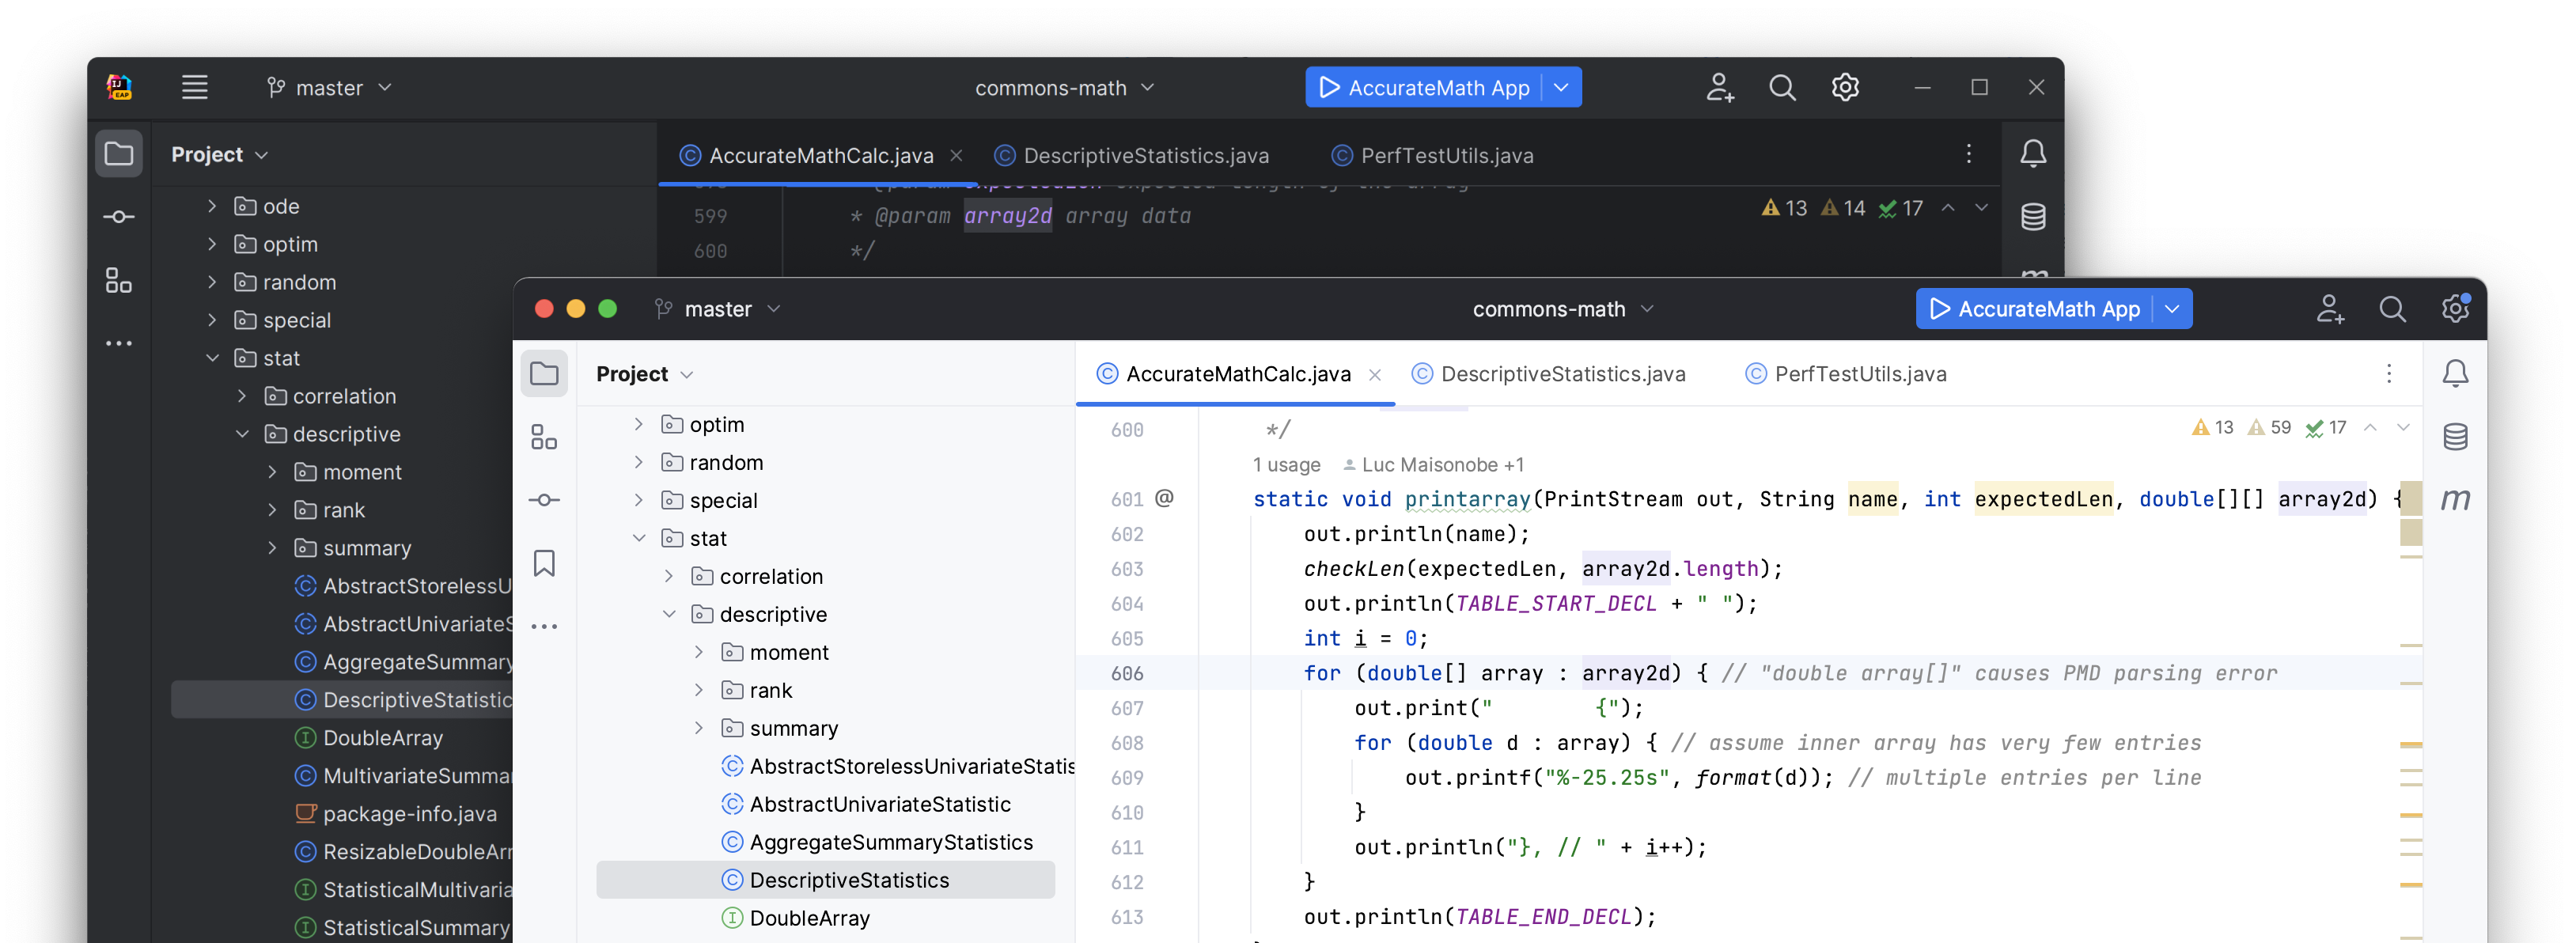 IJ
EAP
master
commons-math
AccurateMath App
Project
AccurateMathCalc.java
DescriptiveStatistics.java
PerfTestUtils.java
ode
optim
random
special
stat
correlation
descriptive
moment
rank
summary
AbstractStorelessU
AbstractUnivariateS
AggregateSummary
DescriptiveStatistic
DoubleArray
MultivariateSumma
package-info.java
ResizableDoubleArr
StatisticalMultivaria
StatisticalSummary
599 * @param array2d array data
600 */
13 14 17
master
commons-math
AccurateMath App
Project
AccurateMathCalc.java
DescriptiveStatistics.java
PerfTestUtils.java
optim
random
special
stat
correlation
descriptive
moment
rank
summary
AbstractStorelessUnivariateStatis
AbstractUnivariateStatistic
AggregateSummaryStatistics
DescriptiveStatistics
DoubleArray
13 59 17
600 */
1 usage Luc Maisonobe +1
601 @ static void printarray(PrintStream out, String name, int expectedLen, double[][] array2d) {
602 out.println(name);
603 checkLen(expectedLen, array2d.length);
604 out.println(TABLE_START_DECL + " ");
605 int i = 0;
606 for (double[] array : array2d) { // "double array[]" causes PMD parsing error
607 out.print("        {");
608 for (double d : array) { // assume inner array has very few entries
609 out.printf("%-25.25s", format(d)); // multiple entries per line
610 }
611 out.println("}, // " + i++);
612 }
613 out.println(TABLE_END_DECL);
m